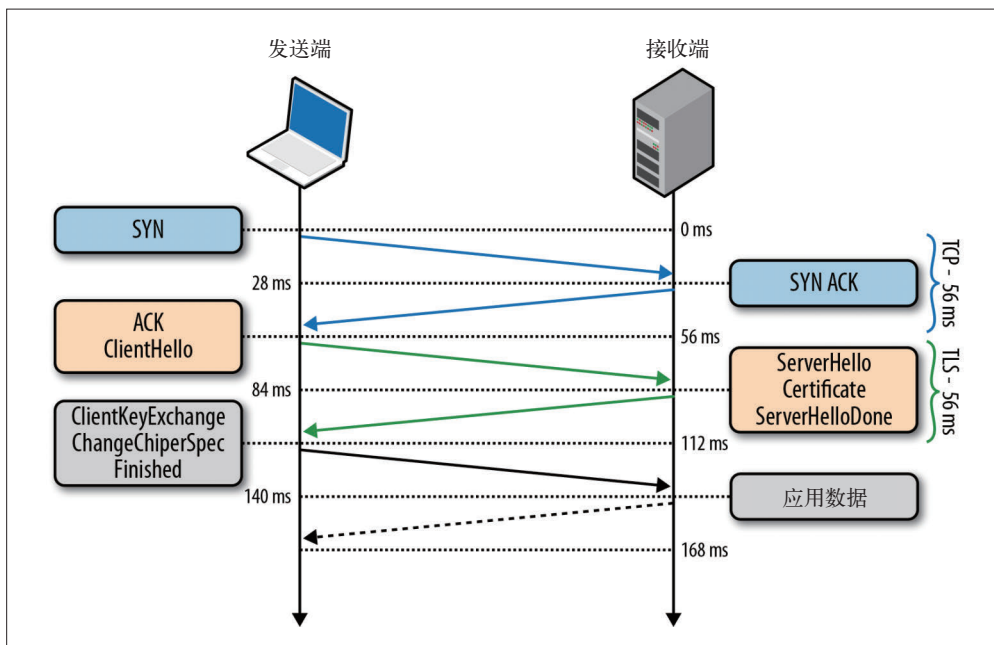 发送端
接收端
SYN
0 ms
28 ms
SYN ACK
TCP - 56 ms
ACK
ClientHello
56 ms
84 ms
ServerHello
Certificate
ServerHelloDone
TLS - 56 ms
ClientKeyExchange
ChangeChiperSpec
Finished
112 ms
140 ms
应用数据
168 ms